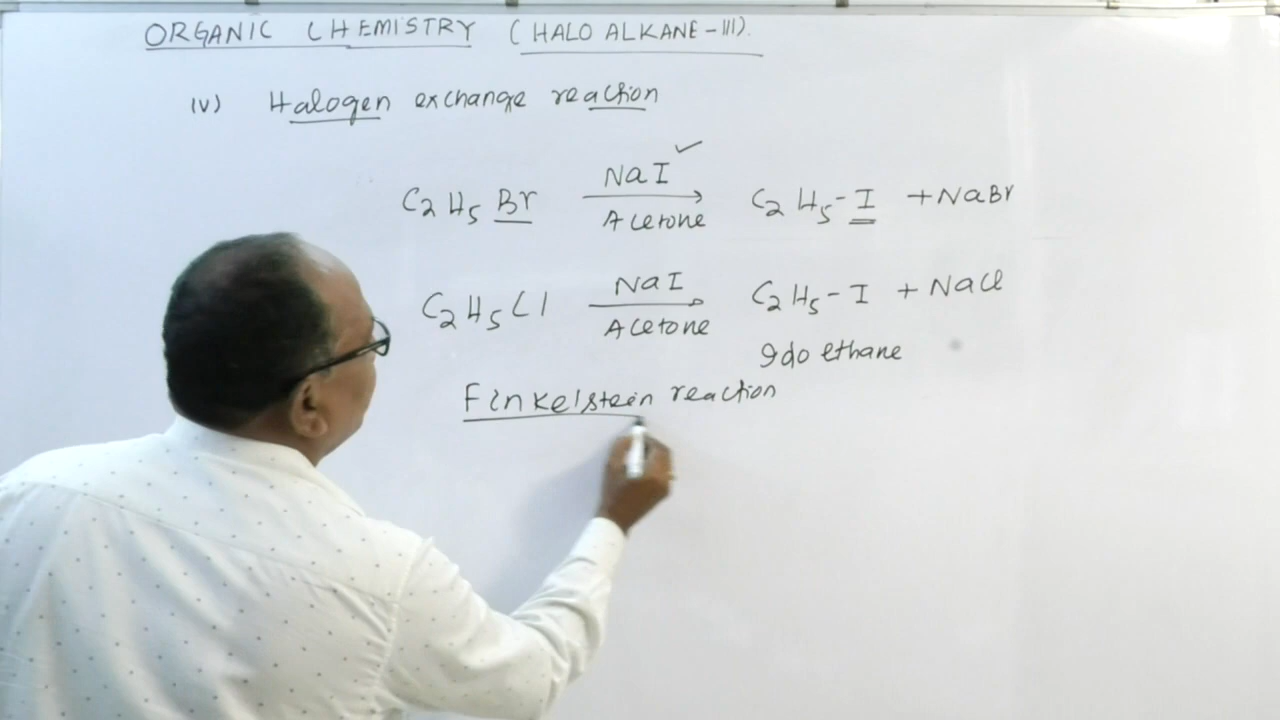 ORGANIC CHEMISTRY (HALO ALKANE-III).
(IV) Halogen exchange reaction
C2H5Br NaI Acetone C2H5-I + NaBr
C2H5Cl NaI Acetone C2H5-I + NaCl
Ido ethane
Finkelstein reaction